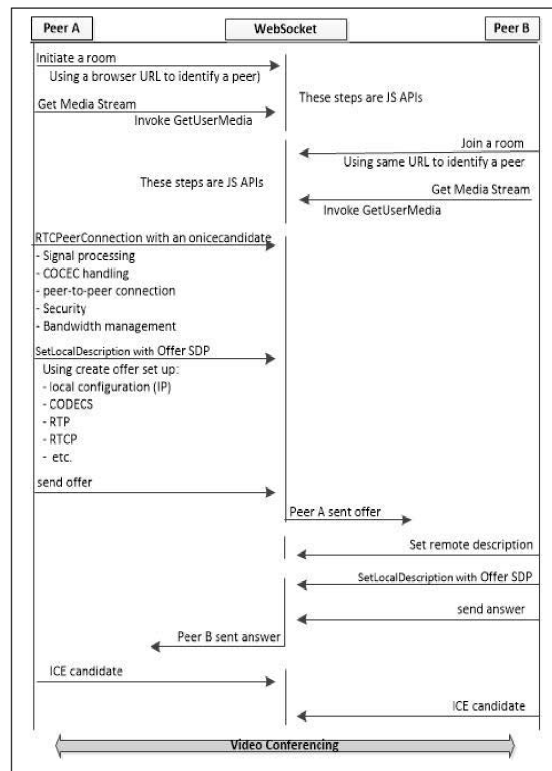 Peer A
WebSocket
Peer B
Initiate a room
Using a browser URL to identify a peer)
These steps are JS APIs
Get Media Stream
Invoke GetUserMedia
Join a room
Using same URL to identify a peer
These steps are JS APIs
Get Media Stream
Invoke GetUserMedia
RTCPeerConnection with an onicecandidate
- Signal processing
- COCEC handling
- peer-to-peer connection
- Security
- Bandwidth management
SetLocalDescription with Offer SDP
Using create offer set up:
- local configuration (IP)
- CODECS
- RTP
- RTCP
- etc.
send offer
Peer A sent offer
Set remote description
SetLocalDescription with Offer SDP
send answer
Peer B sent answer
ICE candidate
ICE candidate
Video Conferencing